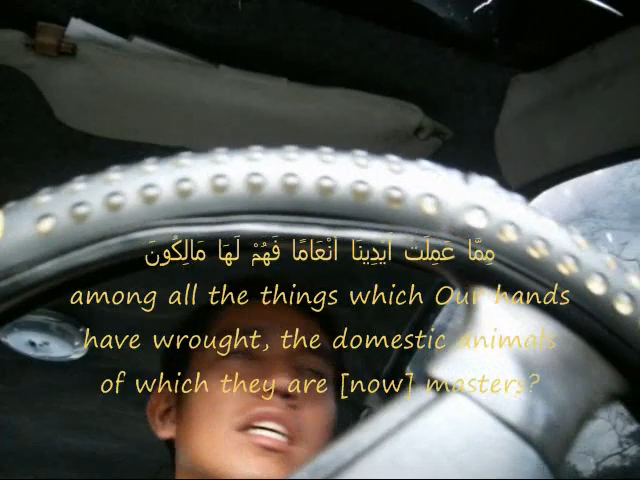 مِمَّا عَمِلَت أَيْدِينَا أَنْعَامًا فَهُمْ لَهَا مَالِكُونَ
among all the things which Our hands
have wrought, the domestic animals
of which they are [now] masters?